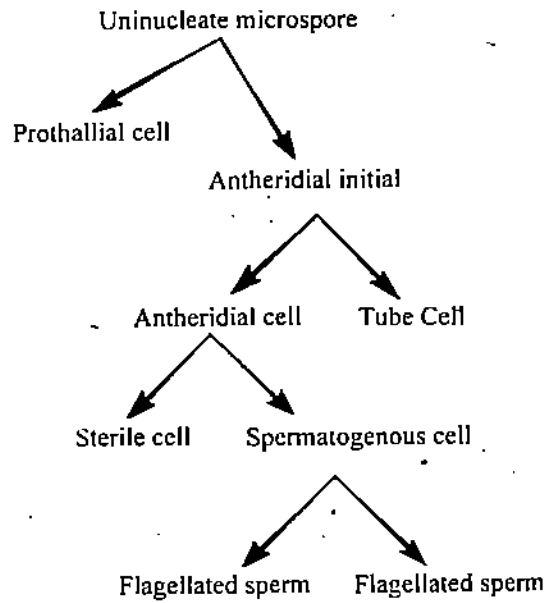 Uninucleate microspore
Prothallial cell
Antheridial initial
Antheridial cell
Tube Cell
Sterile cell
Spermatogenous cell
Flagellated sperm
Flagellated sperm